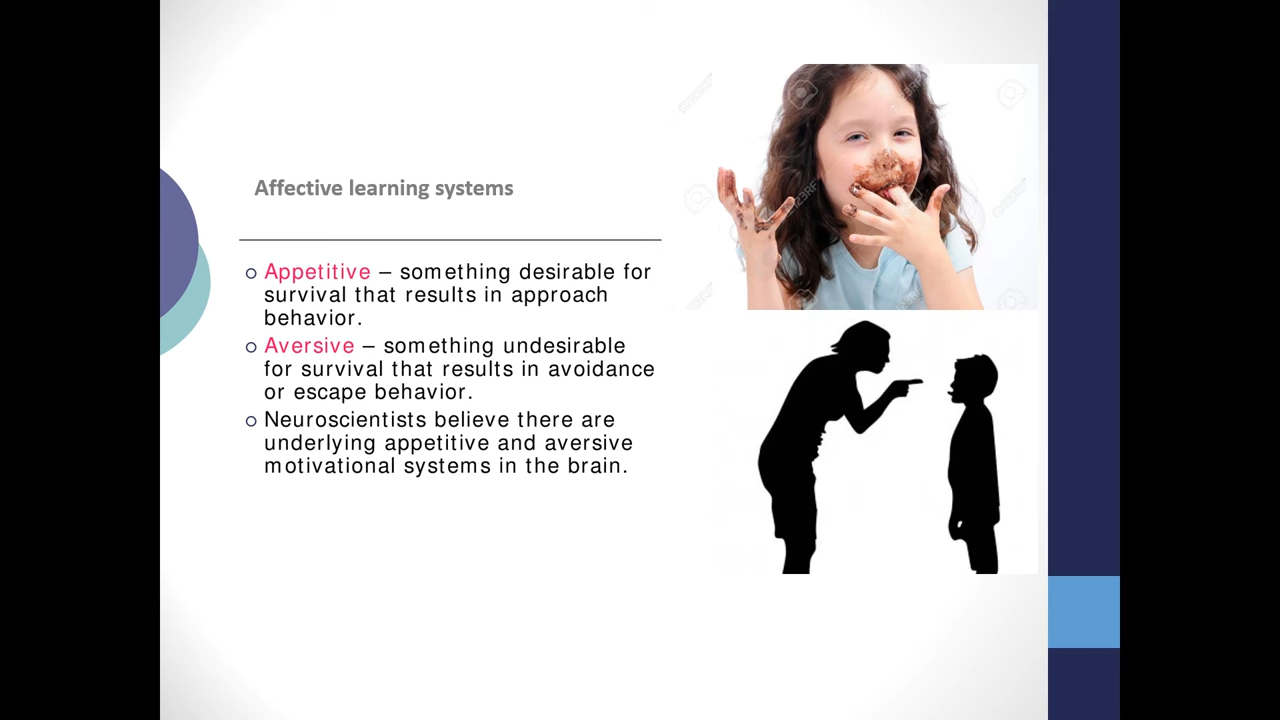 Affective learning systems
Appetitive – something desirable for
survival that results in approach
behavior.
Aversive – something undesirable
for survival that results in avoidance
or escape behavior.
Neuroscientists believe there are
underlying appetitive and aversive
motivational systems in the brain.